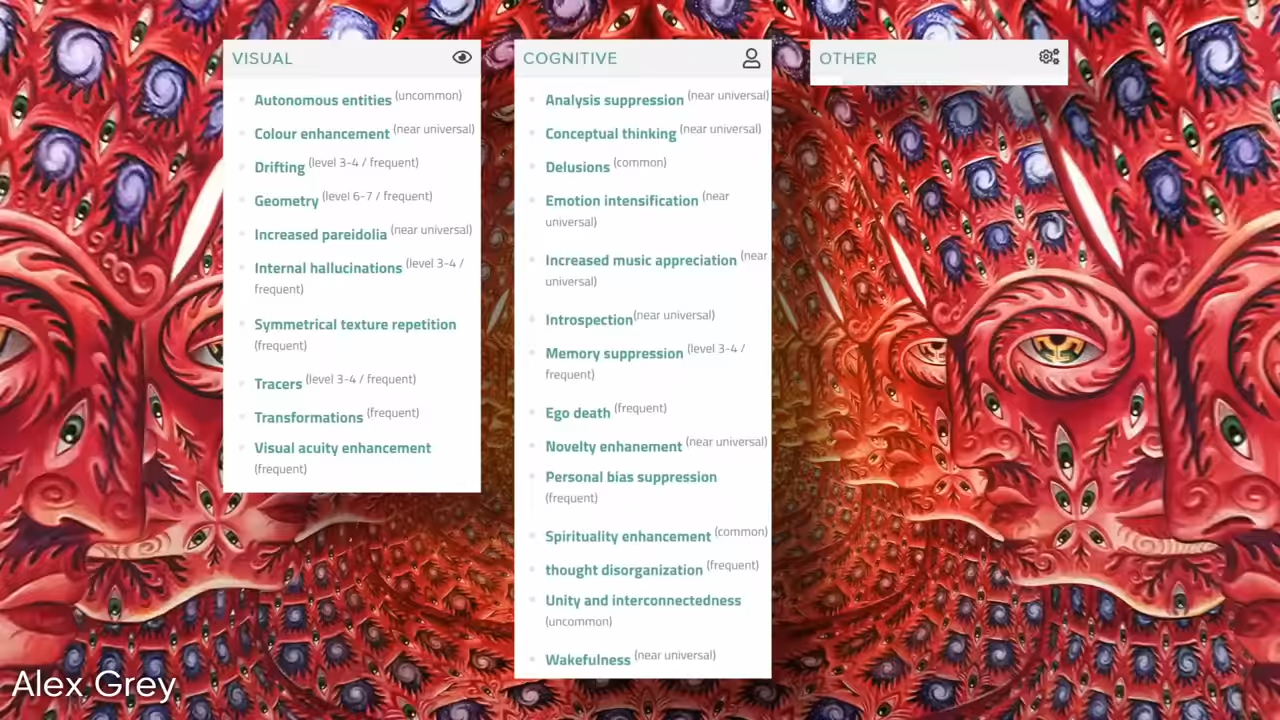 VISUAL
Autonomous entities (uncommon)
Colour enhancement (near universal)
Drifting (level 3-4 / frequent)
Geometry (level 6-7 / frequent)
Increased pareidolia (near universal)
Internal hallucinations (level 3-4 /
frequent)
Symmetrical texture repetition
(frequent)
Tracers (level 3-4 / frequent)
Transformations (frequent)
Visual acuity enhancement
(frequent)
COGNITIVE
Analysis suppression (near universal)
Conceptual thinking (near universal)
Delusions (common)
Emotion intensification (near
universal)
Increased music appreciation (near
universal)
Introspection(near universal)
Memory suppression (level 3-4 /
frequent)
Ego death (frequent)
Novelty enhanement (near universal)
Personal bias suppression
(frequent)
Spirituality enhancement (common)
thought disorganization (frequent)
Unity and interconnectedness
(uncommon)
Wakefulness (near universal)
OTHER
Alex Grey